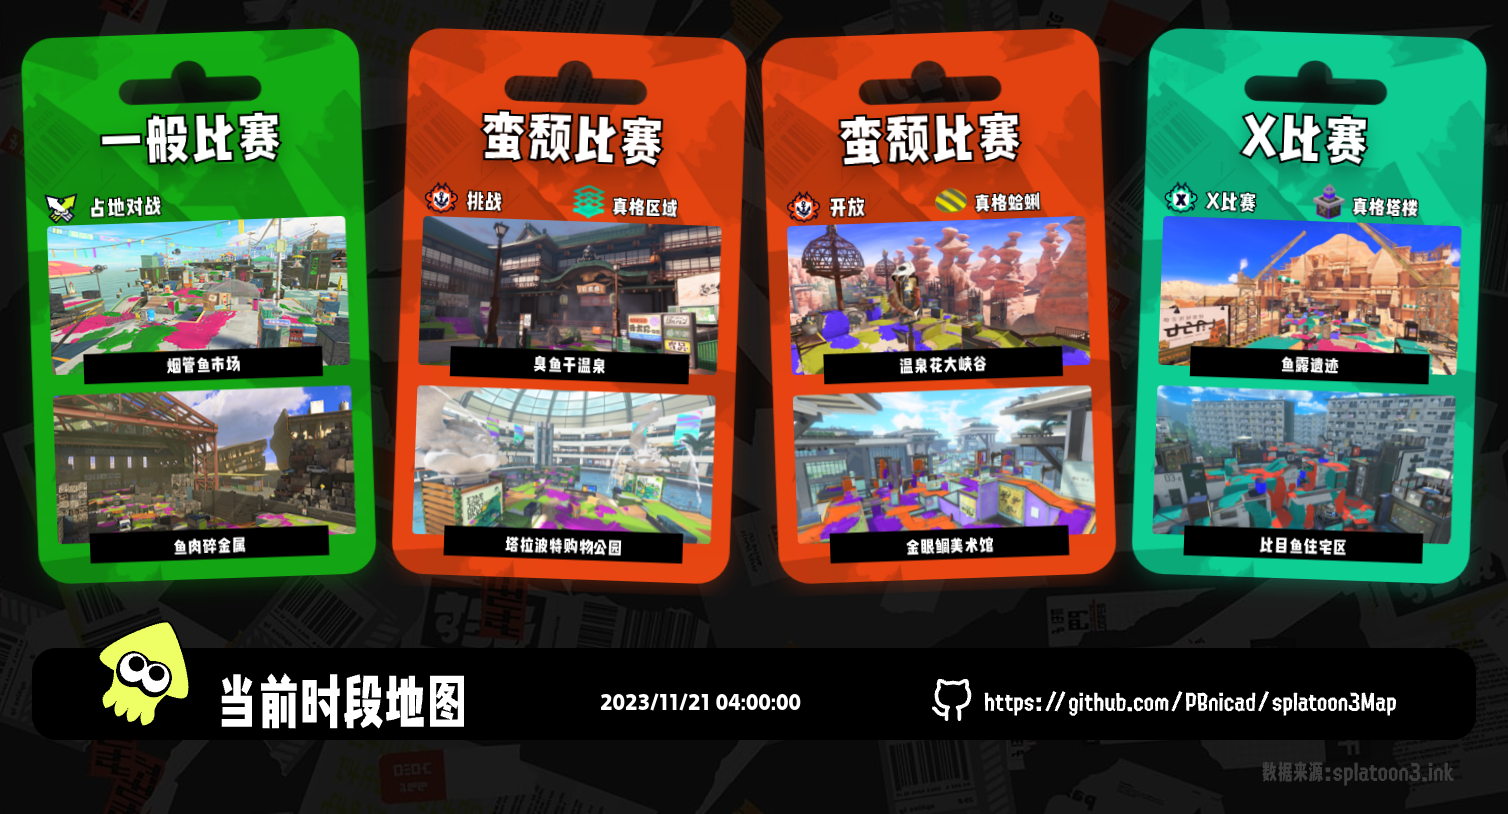 一般比赛
占地对战
烟管鱼市场
鱼肉碎金属
蛮颓比赛
挑战
真格区域
臭鱼干温泉
塔拉波特购物公园
蛮颓比赛
开放
真格蛤蜊
温泉花大峡谷
金眼鲷美术馆
X比赛
X比赛
真格塔楼
鱼露遗迹
比目鱼住宅区
当前时段地图
2023/11/21 04:00:00
https://github.com/PBnicad/splatoon3Map
数据来源:splatoon3.ink